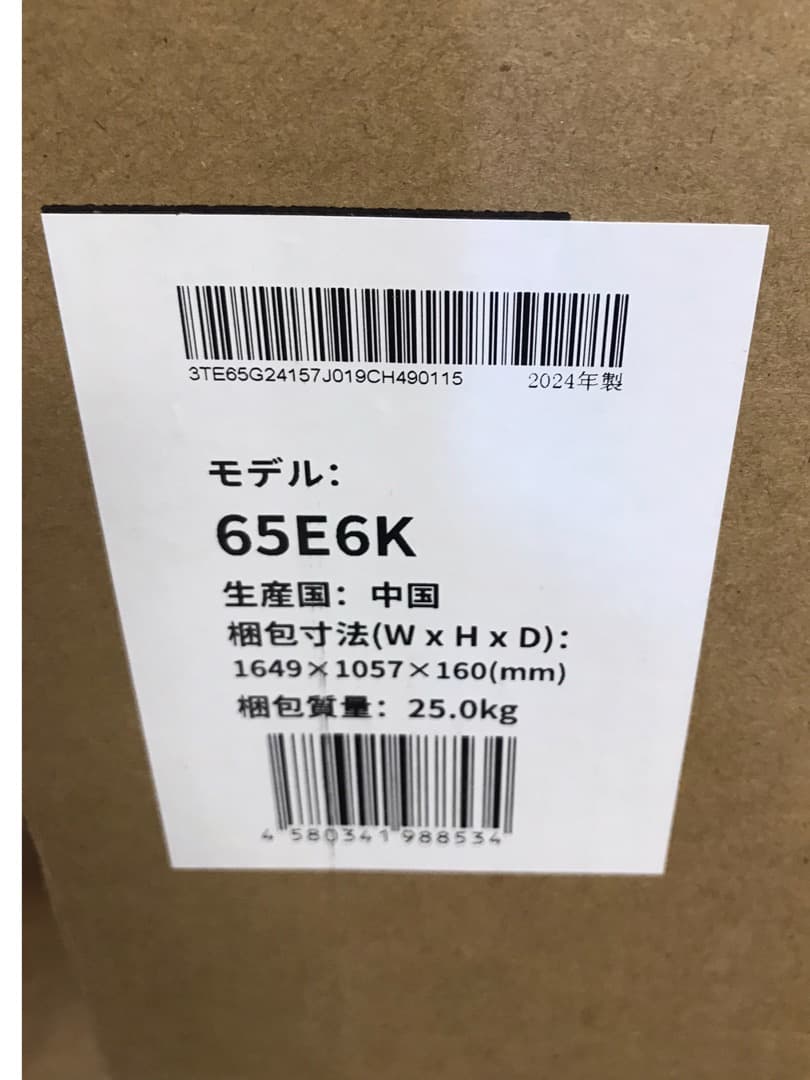 3TE65G24157J019CH490115 2024年製
モデル：
65E6K
生産国：中国
梱包寸法(W x H x D)：
1649×1057×160(mm)
梱包質量：25.0kg
4 580341 988534